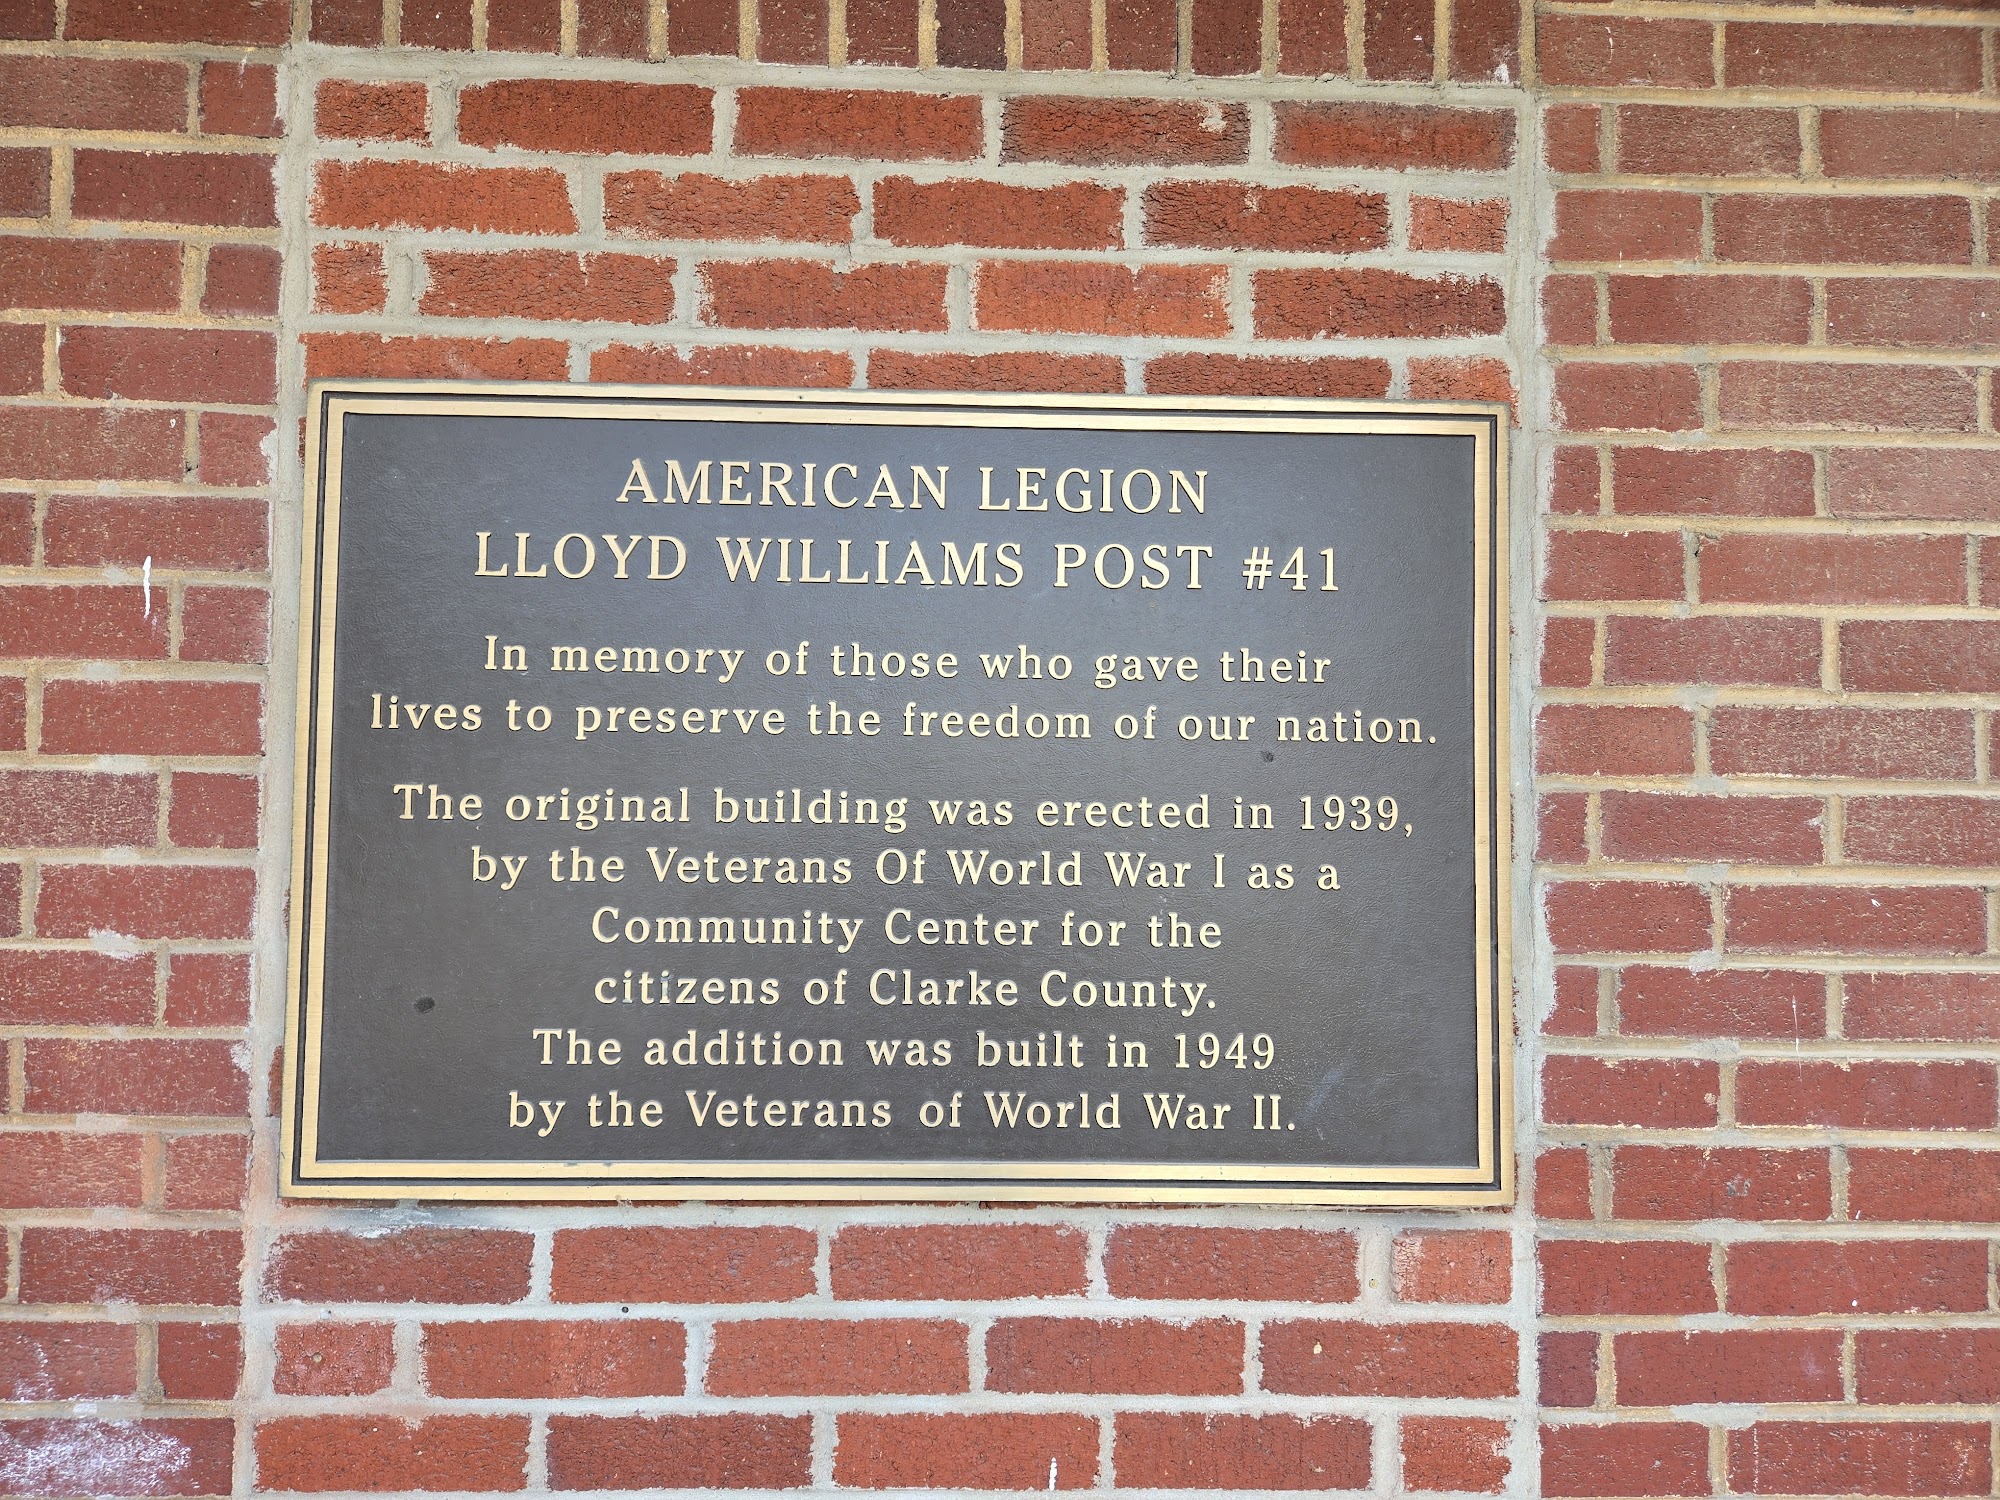 AMERICAN LEGION
LLOYD WILLIAMS POST #41
In memory of those who gave their
lives to preserve the freedom of our nation.
The original building was erected in 1939,
by the Veterans Of World War I as a
Community Center for the
citizens of Clarke County.
The addition was built in 1949
by the Veterans of World War II.